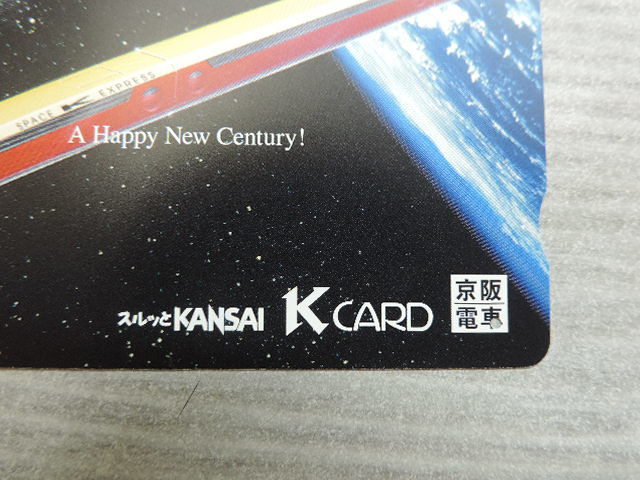 SPACE K EXPRESS
A Happy New Century!
スルッとKANSAI K CARD 京阪
電車